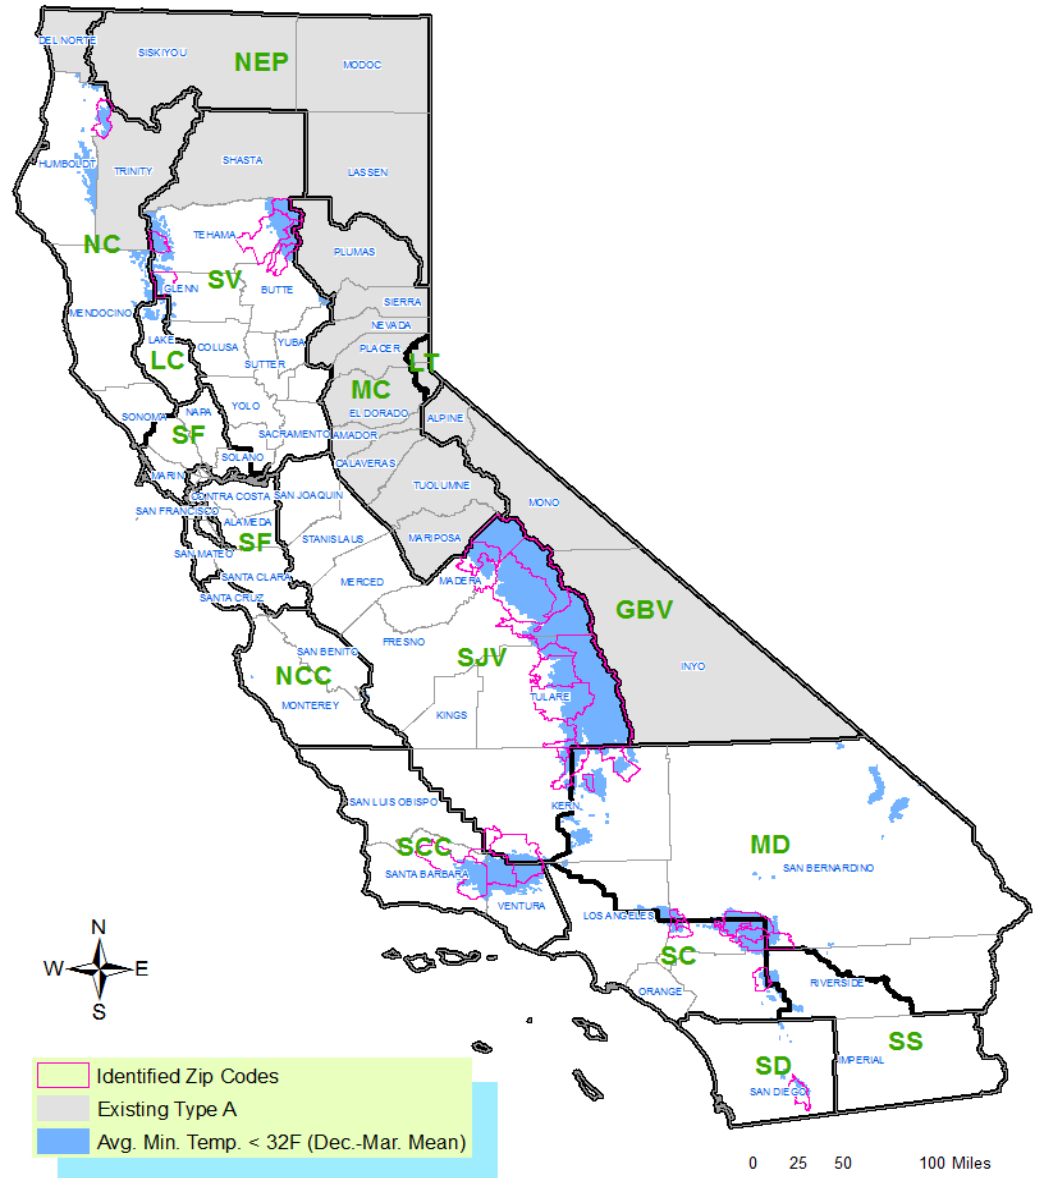 DEL NORTE
SISKIYOU
NEP
MODOC
HUMBOLDT
TRINITY
SHASTA
LASSEN
NC
TEHAMA
PLUMAS
SV
GLENN
BUTTE
SIERRA
MENDOCINO
NEVADA
LAKE
COLUSA
YUBA
PLACER
LC
SUTTER
LT
MC
SONOMA
NAPA
YOLO
EL DORADO
ALPINE
SF
SACRAMENTO
AMADOR
SOLANO
CALAVERAS
MARIN
CONTRA COSTA
SAN JOAQUIN
TUOLUMNE
MONO
SAN FRANCISCO
ALAMEDA
SF
STANISLAUS
MARIPOSA
SAN MATEO
SANTA CLARA
MERCED
MADERA
SANTA CRUZ
GBV
FRESNO
SAN BENITO
SJV
INYO
NCC
TULARE
MONTEREY
KINGS
SAN LUIS OBISPO
KERN
SCC
MD
SANTA BARBARA
SAN BERNARDINO
VENTURA
LOS ANGELES
SC
ORANGE
RIVERSIDE
SS
SD
IMPERIAL
SAN DIEGO
N
W
E
S
Identified Zip Codes
Existing Type A
Avg. Min. Temp. < 32F (Dec.-Mar. Mean)
0 25 50 100 Miles